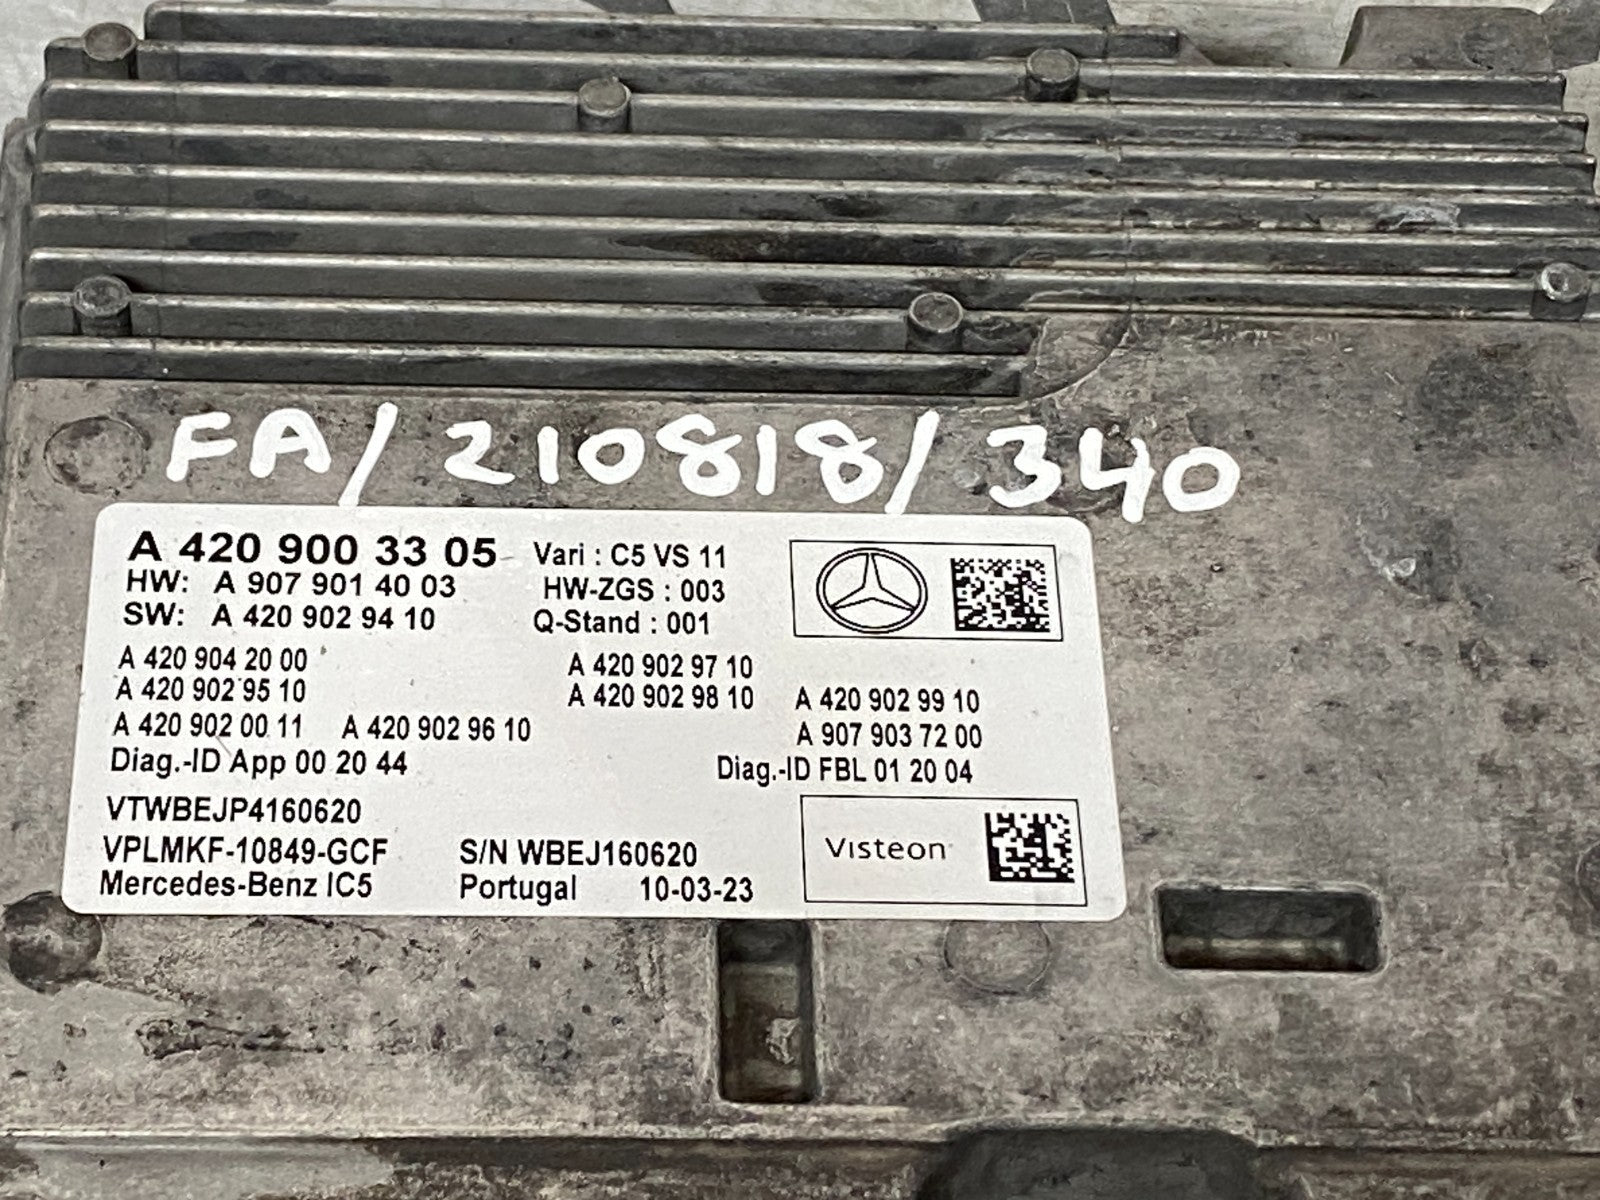 FA/210818/340
A 420 900 33 05 Vari : C5 VS 11
HW: A 907 901 40 03 HW-ZGS : 003
SW: A 420 902 94 10 Q-Stand : 001
A 420 904 20 00 A 420 902 97 10
A 420 902 95 10 A 420 902 98 10 A 420 902 99 10
A 420 902 00 11 A 420 902 96 10 A 907 903 72 00
Diag.-ID App 00 20 44 Diag.-ID FBL 01 20 04
VTWBEJP4160620
VPLMKF-10849-GCF S/N WBEJ160620 Visteon
Mercedes-Benz IC5 Portugal 10-03-23